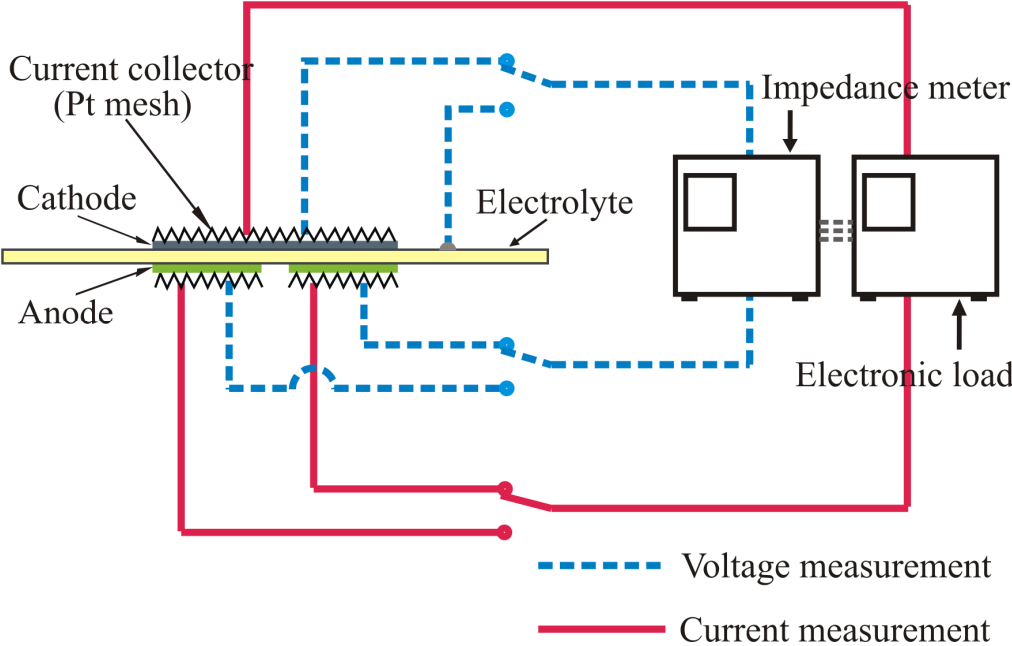 Current collector
(Pt mesh)
Impedance meter
Cathode
Electrolyte
Anode
Electronic load
Voltage measurement
Current measurement